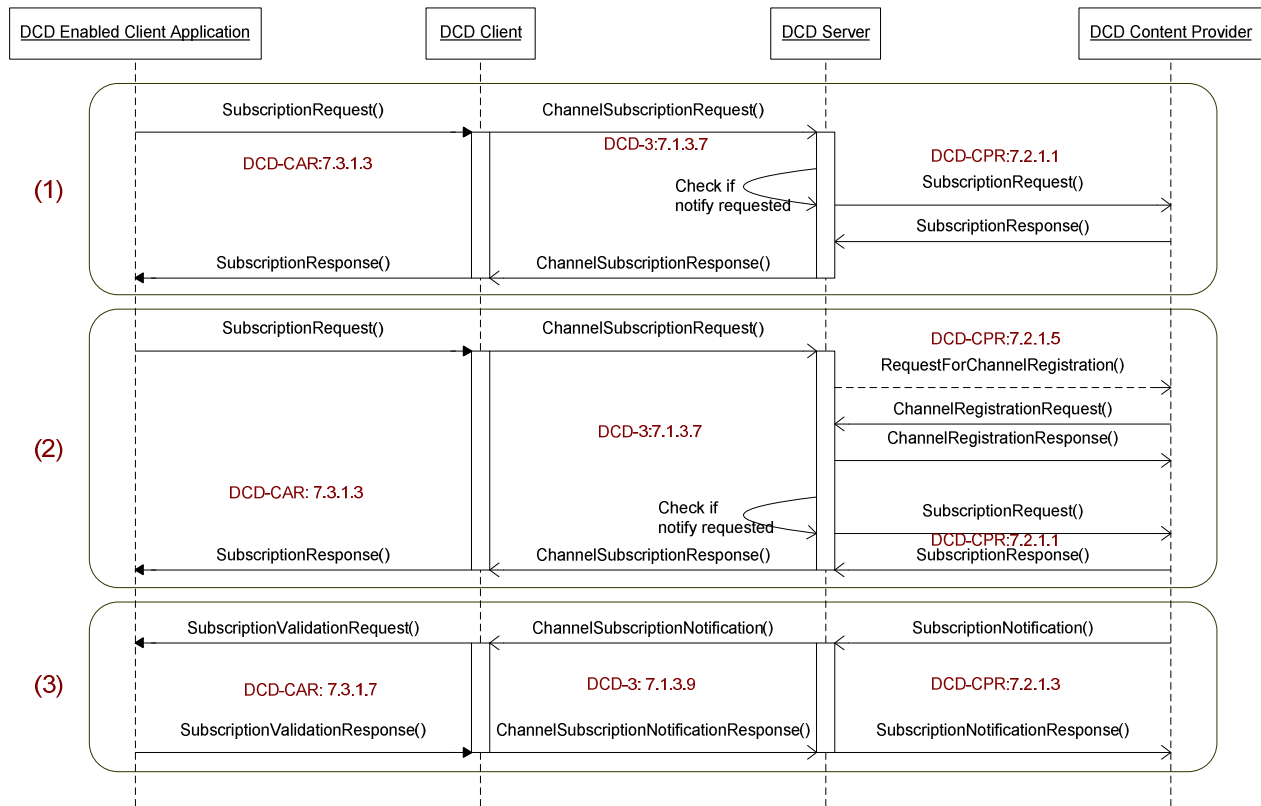 DCD Enabled Client Application
DCD Client
DCD Server
DCD Content Provider
(1)
SubscriptionRequest()
ChannelSubscriptionRequest()
DCD-CAR:7.3.1.3
DCD-3:7.1.3.7
DCD-CPR:7.2.1.1
Check if
notify requested
SubscriptionRequest()
SubscriptionResponse()
SubscriptionResponse()
ChannelSubscriptionResponse()
(2)
SubscriptionRequest()
ChannelSubscriptionRequest()
DCD-CPR:7.2.1.5
RequestForChannelRegistration()
ChannelRegistrationRequest()
DCD-3:7.1.3.7
ChannelRegistrationResponse()
DCD-CAR: 7.3.1.3
Check if
notify requested
SubscriptionRequest()
DCD-CPR:7.2.1.1
SubscriptionResponse()
ChannelSubscriptionResponse()
SubscriptionResponse()
(3)
SubscriptionValidationRequest()
ChannelSubscriptionNotification()
SubscriptionNotification()
DCD-CAR: 7.3.1.7
DCD-3: 7.1.3.9
DCD-CPR:7.2.1.3
SubscriptionValidationResponse()
ChannelSubscriptionNotificationResponse()
SubscriptionNotificationResponse()